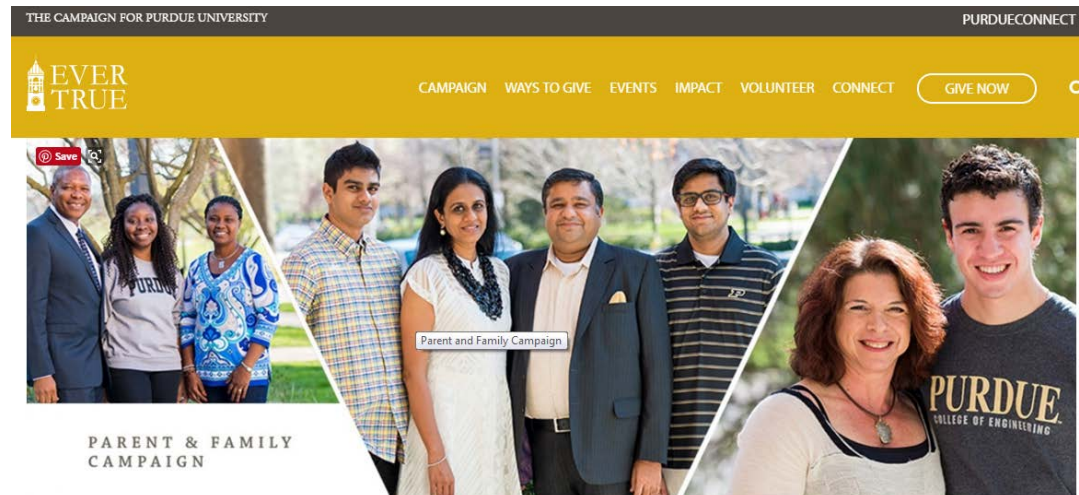 THE CAMPAIGN FOR PURDUE UNIVERSITY
PURDUECONNECT
EVER
TRUE
CAMPAIGN WAYS TO GIVE EVENTS IMPACT VOLUNTEER CONNECT GIVE NOW
Save
PURDUE
Parent and Family Campaign
PURDUE
COLLEGE OF ENGINEERING
PARENT & FAMILY
CAMPAIGN